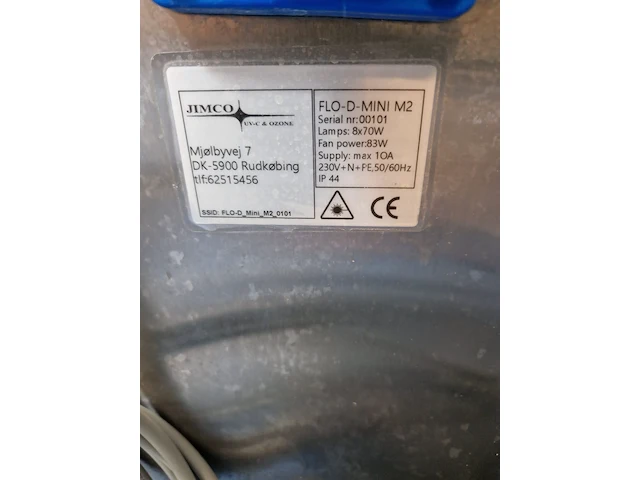 JIMCO
UV-C & OZONE
Mjølbyvej 7
DK-5900 Rudkøbing
tlf:62515456
SSID: FLO-D_Mini_M2_0101
FLO-D-MINI M2
Serial nr:00101
Lamps: 8x70W
Fan power:83W
Supply: max 10A
230V+N+PE,50/60Hz
IP 44
CE